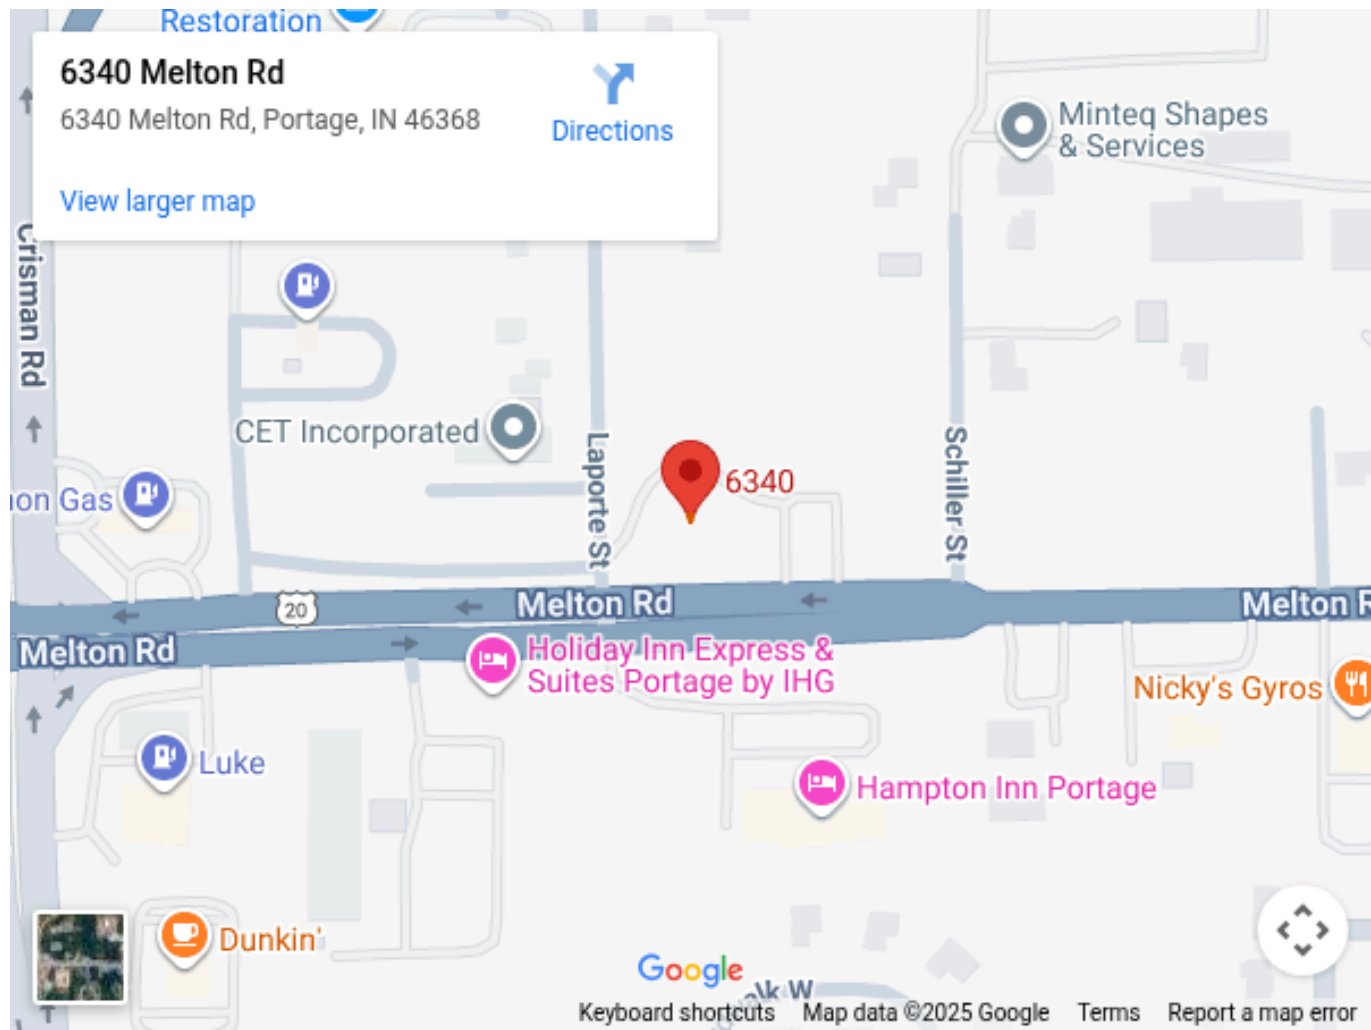 Restoration
6340 Melton Rd
6340 Melton Rd, Portage, IN 46368
Directions
View larger map
Minteq Shapes
& Services
Crisman Rd
CET Incorporated
Laporte St
6340
Schiller St
on Gas
20
Melton Rd
Melton R
Melton Rd
Holiday Inn Express &
Suites Portage by IHG
Nicky's Gyros
Luke
Hampton Inn Portage
Dunkin'
Google
alk W
Keyboard shortcuts
Map data ©2025 Google
Terms
Report a map error